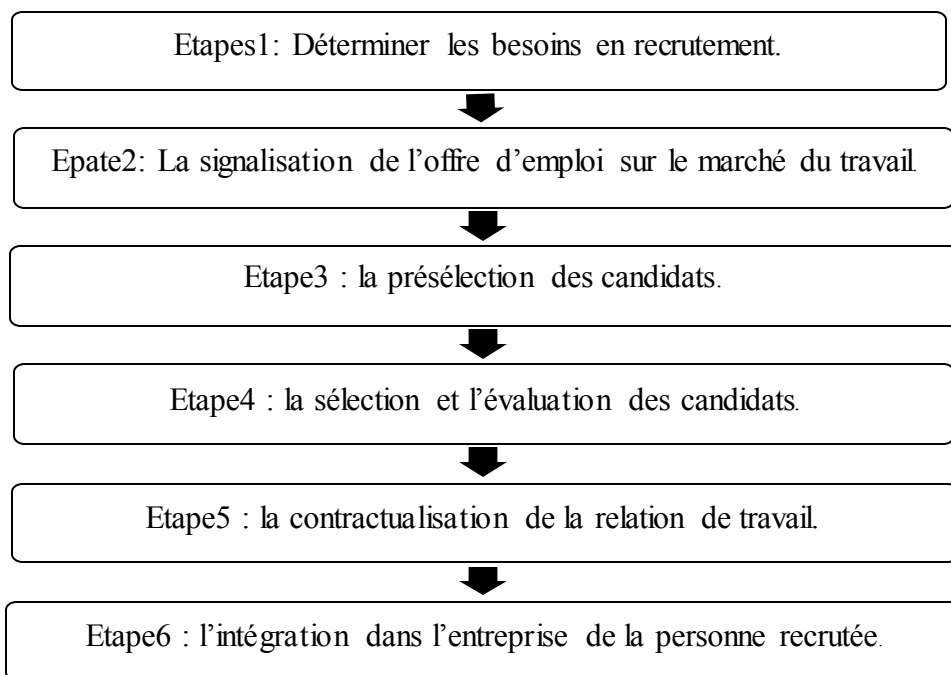 Etapes1: Déterminer les besoins en recrutement.
Epate2: La signalisation de l’offre d’emploi sur le marché du travail.
Etape3 : la présélection des candidats.
Etape4 : la sélection et l’évaluation des candidats.
Etape5 : la contractualisation de la relation de travail.
Etape6 : l’intégration dans l’entreprise de la personne recrutée.